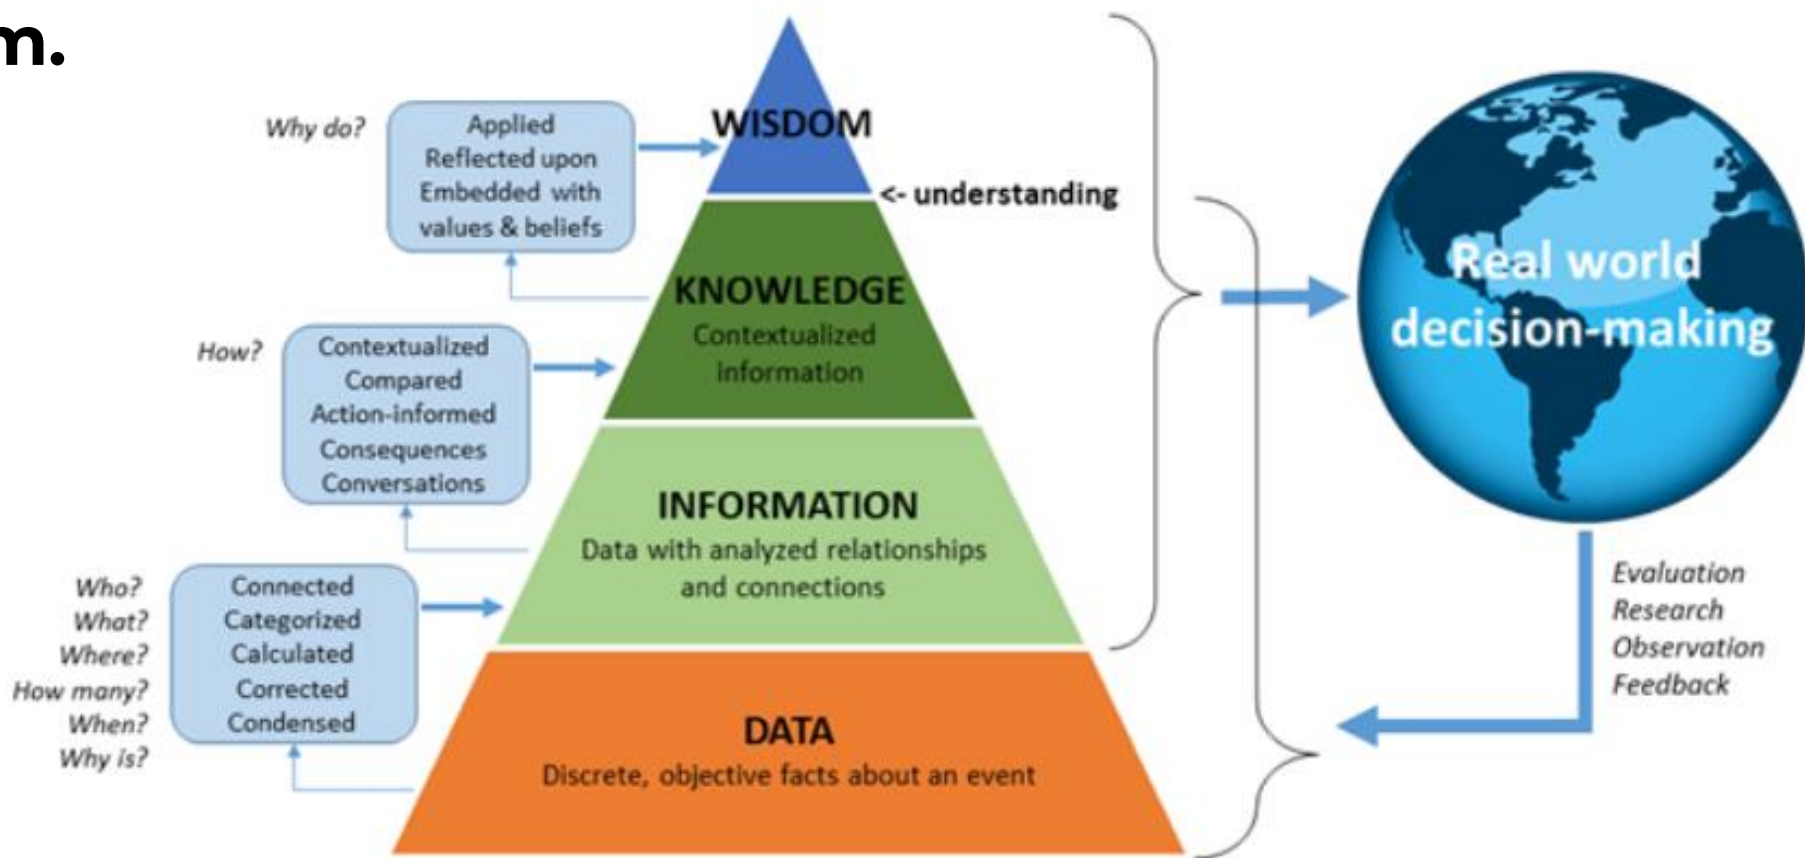 m.
WISDOM
Why do?
Applied
Reflected upon
Embedded with
values & beliefs
<- understanding
KNOWLEDGE
Contextualized
information
How?
Contextualized
Compared
Action-informed
Consequences
Conversations
INFORMATION
Data with analyzed relationships
and connections
Who?
What?
Where?
How many?
When?
Why is?
Connected
Categorized
Calculated
Corrected
Condensed
DATA
Discrete, objective facts about an event
Real world
decision-making
Evaluation
Research
Observation
Feedback